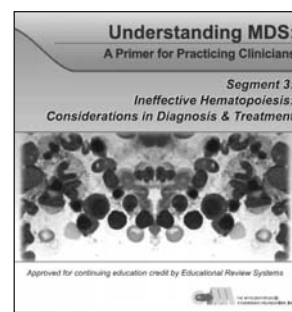 Understanding MDS:
A Primer for Practicing Clinicians
Segment 3:
Ineffective Hematopoiesis:
Considerations in Diagnosis & Treatment
Approved for continuing education credit by Educational Review Systems